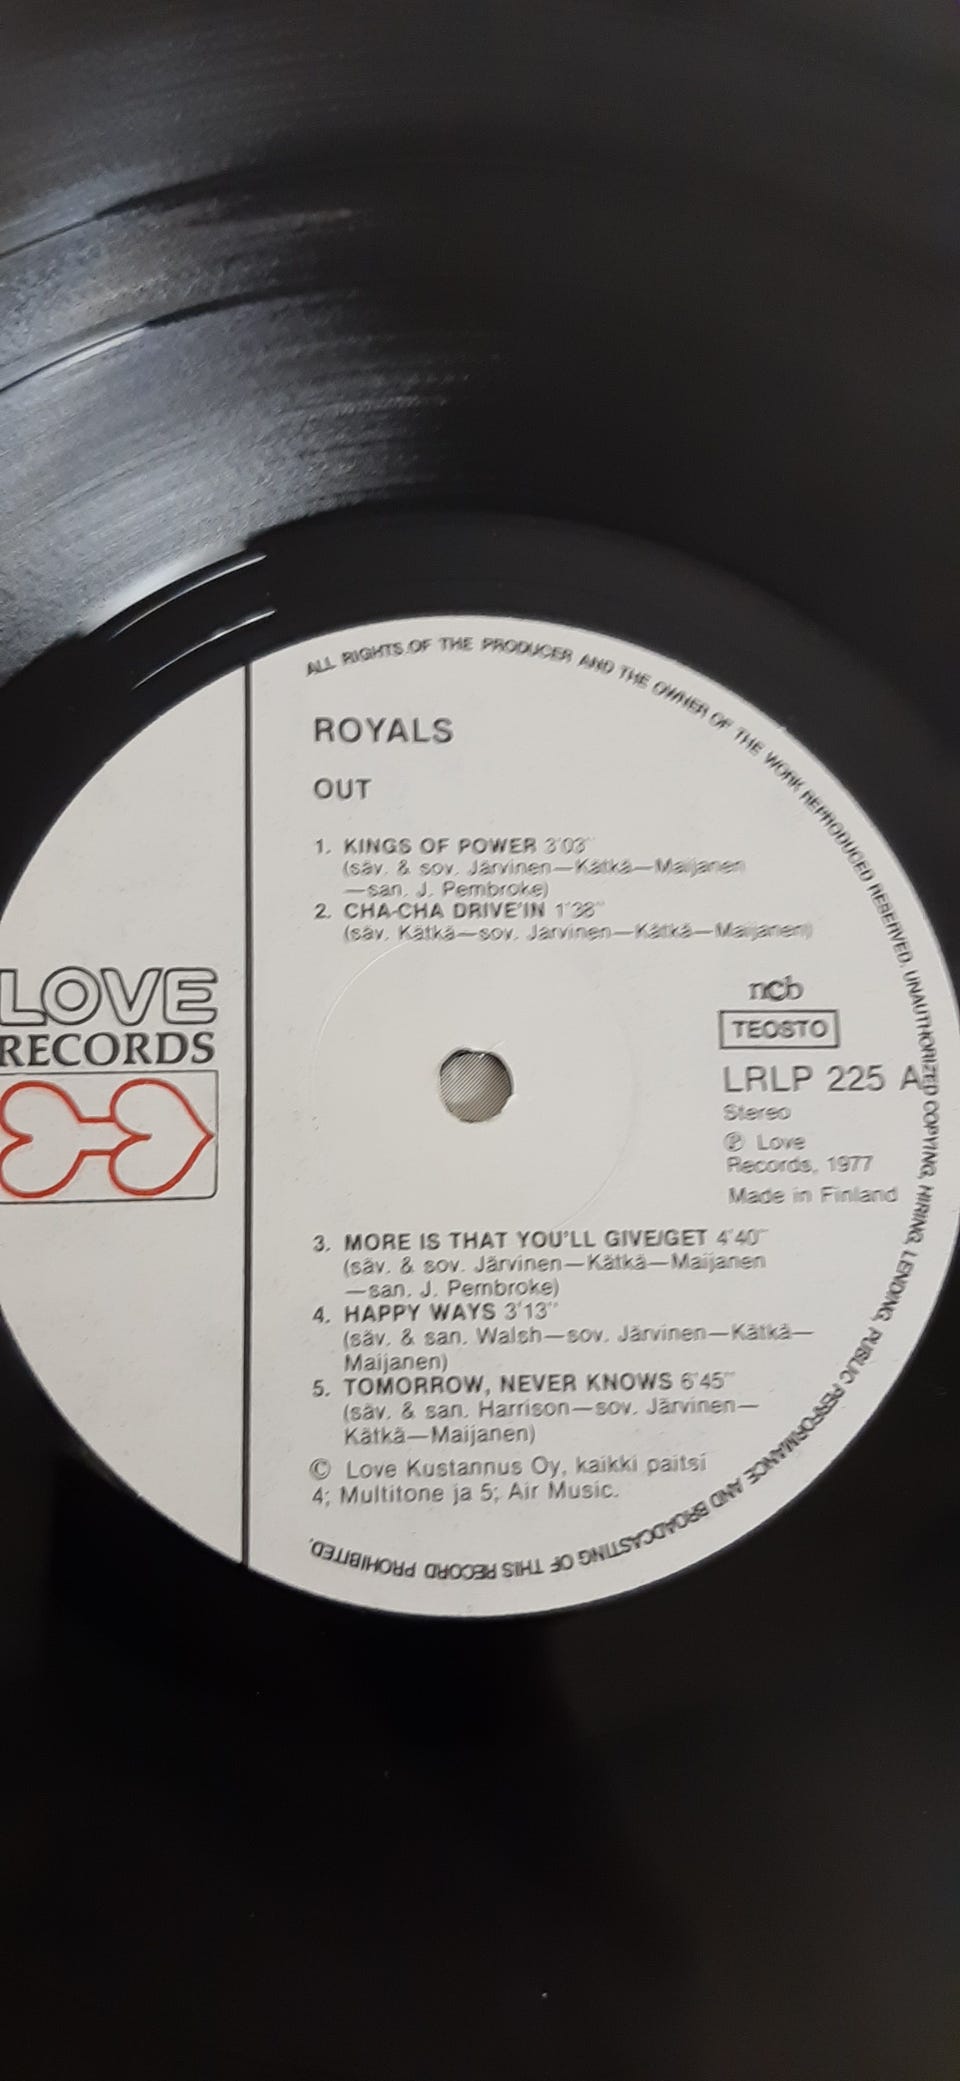 ALL RIGHTS OF THE PRODUCER AND THE OWNER OF THE WORK REPRODUCED RESERVED. UNAUTHORIZED COPYING, HIRING, LENDING, PUBLIC PERFORMANCE AND BROADCASTING OF THIS RECORD PROHIBITED.
ROYALS
OUT
1. KINGS OF POWER 3'03"
(säv. & sov. Järvinen—Kätkä—Maijanen
—san. J. Pembroke)
2. CHA-CHA DRIVE'IN 1'38"
(säv. Kätkä—sov. Järvinen—Kätkä—Maijanen)
LOVE
RECORDS
ncb
TEOSTO
LRLP 225 A
Stereo
℗ Love
Records, 1977
Made in Finland
3. MORE IS THAT YOU'LL GIVE/GET 4'40"
(säv. & sov. Järvinen—Kätkä—Maijanen
—san. J. Pembroke)
4. HAPPY WAYS 3'13"
(säv. & san. Walsh—sov. Järvinen—Kätkä—
Maijanen)
5. TOMORROW, NEVER KNOWS 6'45"
(säv. & san. Harrison—sov. Järvinen—
Kätkä—Maijanen)
© Love Kustannus Oy, kaikki paitsi
4; Multitone ja 5; Air Music.